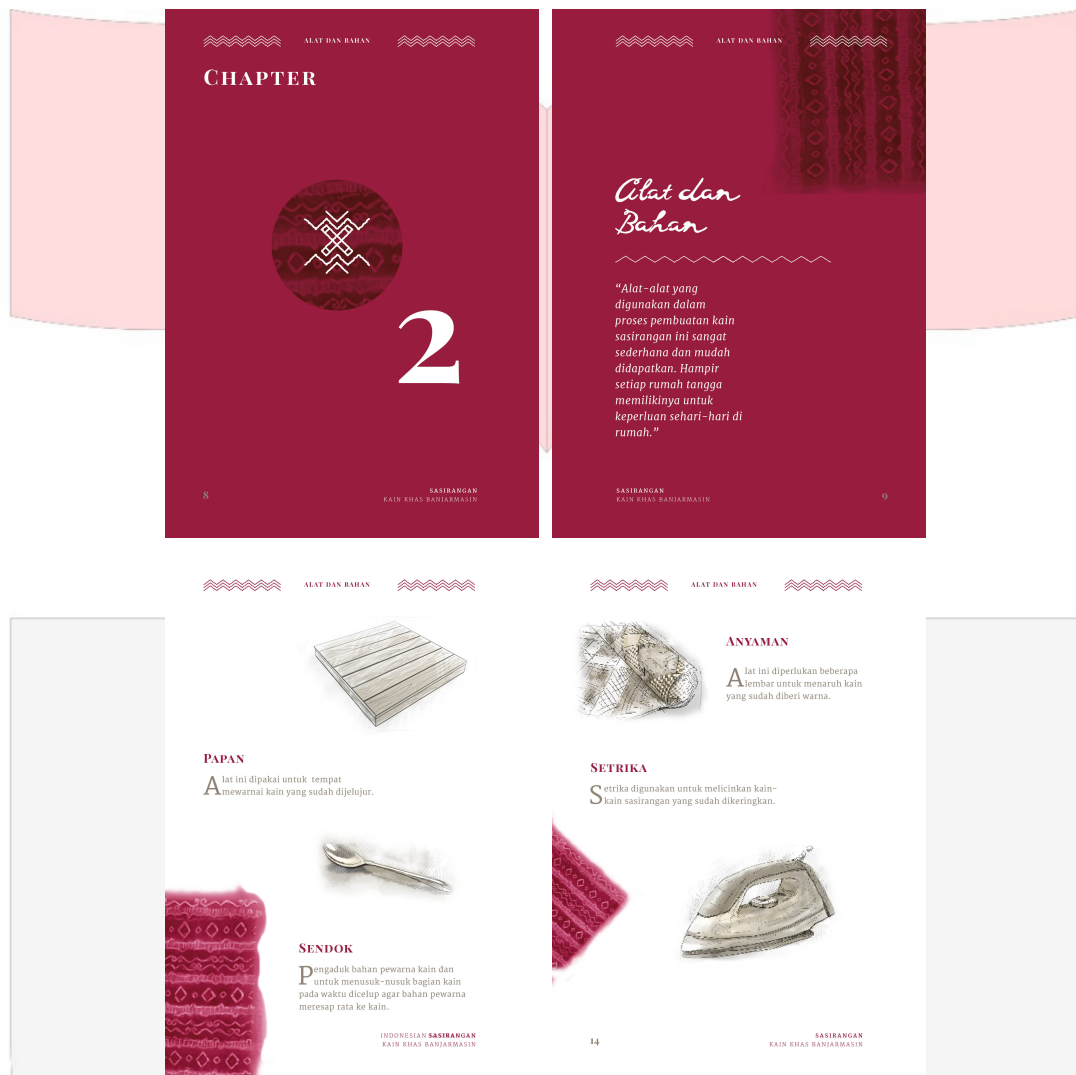 ALAT DAN BAHAN
CHAPTER
2
8
SASIRANGAN
KAIN KHAS BANJARMASIN
ALAT DAN BAHAN
Alat dan
Bahan
“Alat-alat yang
digunakan dalam
proses pembuatan kain
sasirangan ini sangat
sederhana dan mudah
didapatkan. Hampir
setiap rumah tangga
memilikinya untuk
keperluan sehari-hari di
rumah.”
SASIRANGAN
KAIN KHAS BANJARMASIN
9
ALAT DAN BAHAN
PAPAN
Alat ini dipakai untuk tempat
mewarnai kain yang sudah dijelujur.
SENDOK
Pengaduk bahan pewarna kain dan
untuk menusuk-nusuk bagian kain
pada waktu dicelup agar bahan pewarna
meresap rata ke kain.
INDONESIAN SASIRANGAN
KAIN KHAS BANJARMASIN
ALAT DAN BAHAN
ANYAMAN
Alat ini diperlukan beberapa
lembar untuk menaruh kain
yang sudah diberi warna.
SETRIKA
Setrika digunakan untuk melicinkan kain-
kain sasirangan yang sudah dikeringkan.
14
SASIRANGAN
KAIN KHAS BANJARMASIN